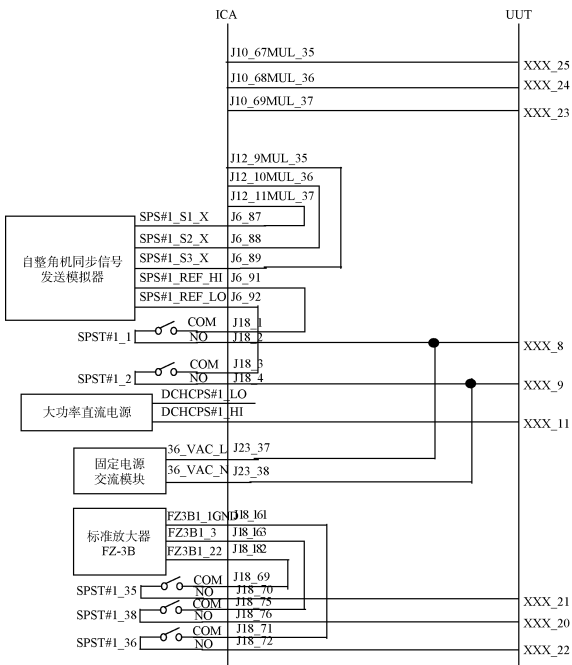 ICA
UUT
J10_67MUL_35
XXX_25
J10_68MUL_36
XXX_24
J10_69MUL_37
XXX_23
J12_9MUL_35
J12_10MUL_36
J12_11MUL_37
自整角机同步信号
发送模拟器
SPS#1_S1_X
J6_87
SPS#1_S2_X
J6_88
SPS#1_S3_X
J6_89
SPS#1_REF_HI
J6_91
SPS#1_REF_LO
J6_92
SPST#1_1
COM
J18_1
NO
J18_2
XXX_8
SPST#1_2
COM
J18_3
NO
J18_4
XXX_9
大功率直流电源
DCHCPS#1_LO
DCHCPS#1_HI
XXX_11
固定电源
交流模块
36_VAC_L
J23_37
36_VAC_N
J23_38
标准放大器
FZ-3B
FZ3B1_1GND
FZ3B1_3
FZ3B1_22
SPST#1_35
COM
J18_69
NO
J18_70
XXX_21
SPST#1_38
COM
J18_75
NO
J18_76
XXX_20
SPST#1_36
COM
J18_71
NO
J18_72
XXX_22